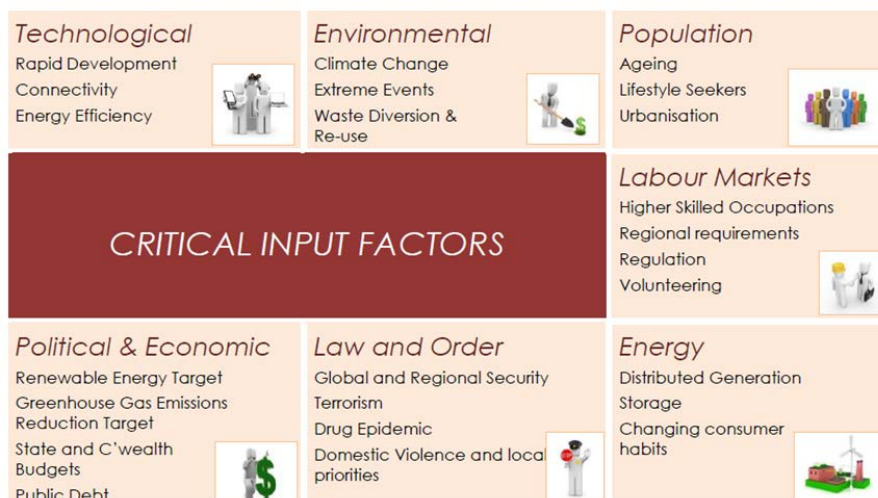 Technological
Rapid Development
Connectivity
Energy Efficiency
Environmental
Climate Change
Extreme Events
Waste Diversion &
Re-use
Population
Ageing
Lifestyle Seekers
Urbanisation
CRITICAL INPUT FACTORS
Labour Markets
Higher Skilled Occupations
Regional requirements
Regulation
Volunteering
Political & Economic
Renewable Energy Target
Greenhouse Gas Emissions
Reduction Target
State and C'wealth
Budgets
Public Debt
Law and Order
Global and Regional Security
Terrorism
Drug Epidemic
Domestic Violence and local
priorities
STOP
Energy
Distributed Generation
Storage
Changing consumer
habits